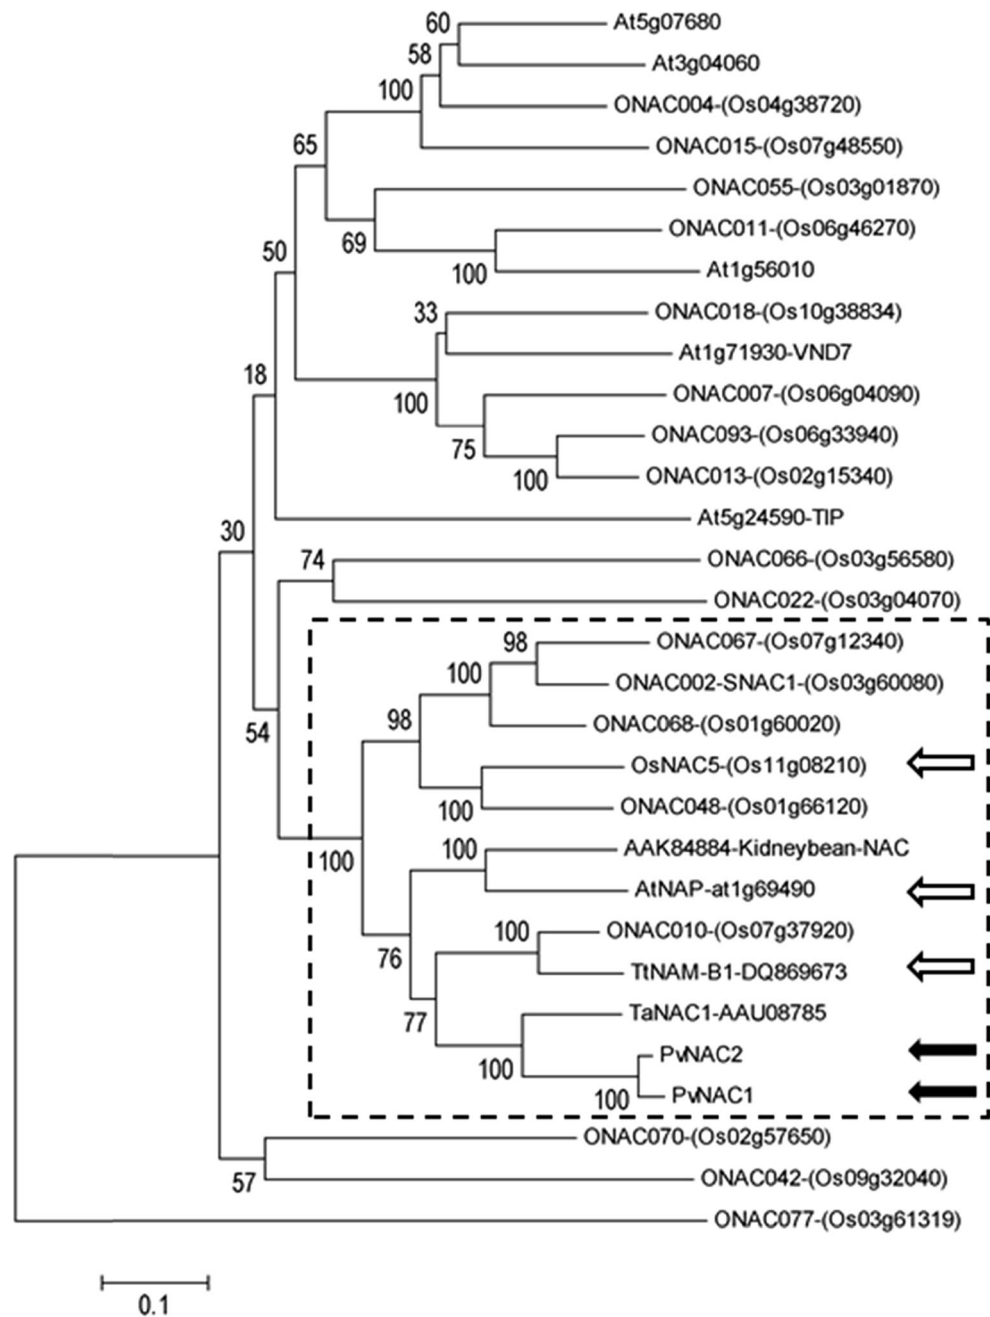 60
At5g07680
58
At3g04060
100
ONAC004-(Os04g38720)
65
ONAC015-(Os07g48550)
ONAC055-(Os03g01870)
69
ONAC011-(Os06g46270)
50
100
At1g56010
33
ONAC018-(Os10g38834)
At1g71930-VND7
18
100
ONAC007-(Os06g04090)
75
ONAC093-(Os06g33940)
100
ONAC013-(Os02g15340)
At5g24590-TIP
30
74
ONAC066-(Os03g56580)
ONAC022-(Os03g04070)
98
ONAC067-(Os07g12340)
100
ONAC002-SNAC1-(Os03g60080)
98
ONAC068-(Os01g60020)
54
OsNAC5-(Os11g08210)
100
ONAC048-(Os01g66120)
100
100
AAK84884-Kidneybean-NAC
AtNAP-at1g69490
100
ONAC010-(Os07g37920)
76
TtNAM-B1-DQ869673
77
TaNAC1-AAU08785
100
PvNAC2
100
PvNAC1
ONAC070-(Os02g57650)
57
ONAC042-(Os09g32040)
ONAC077-(Os03g61319)
0.1